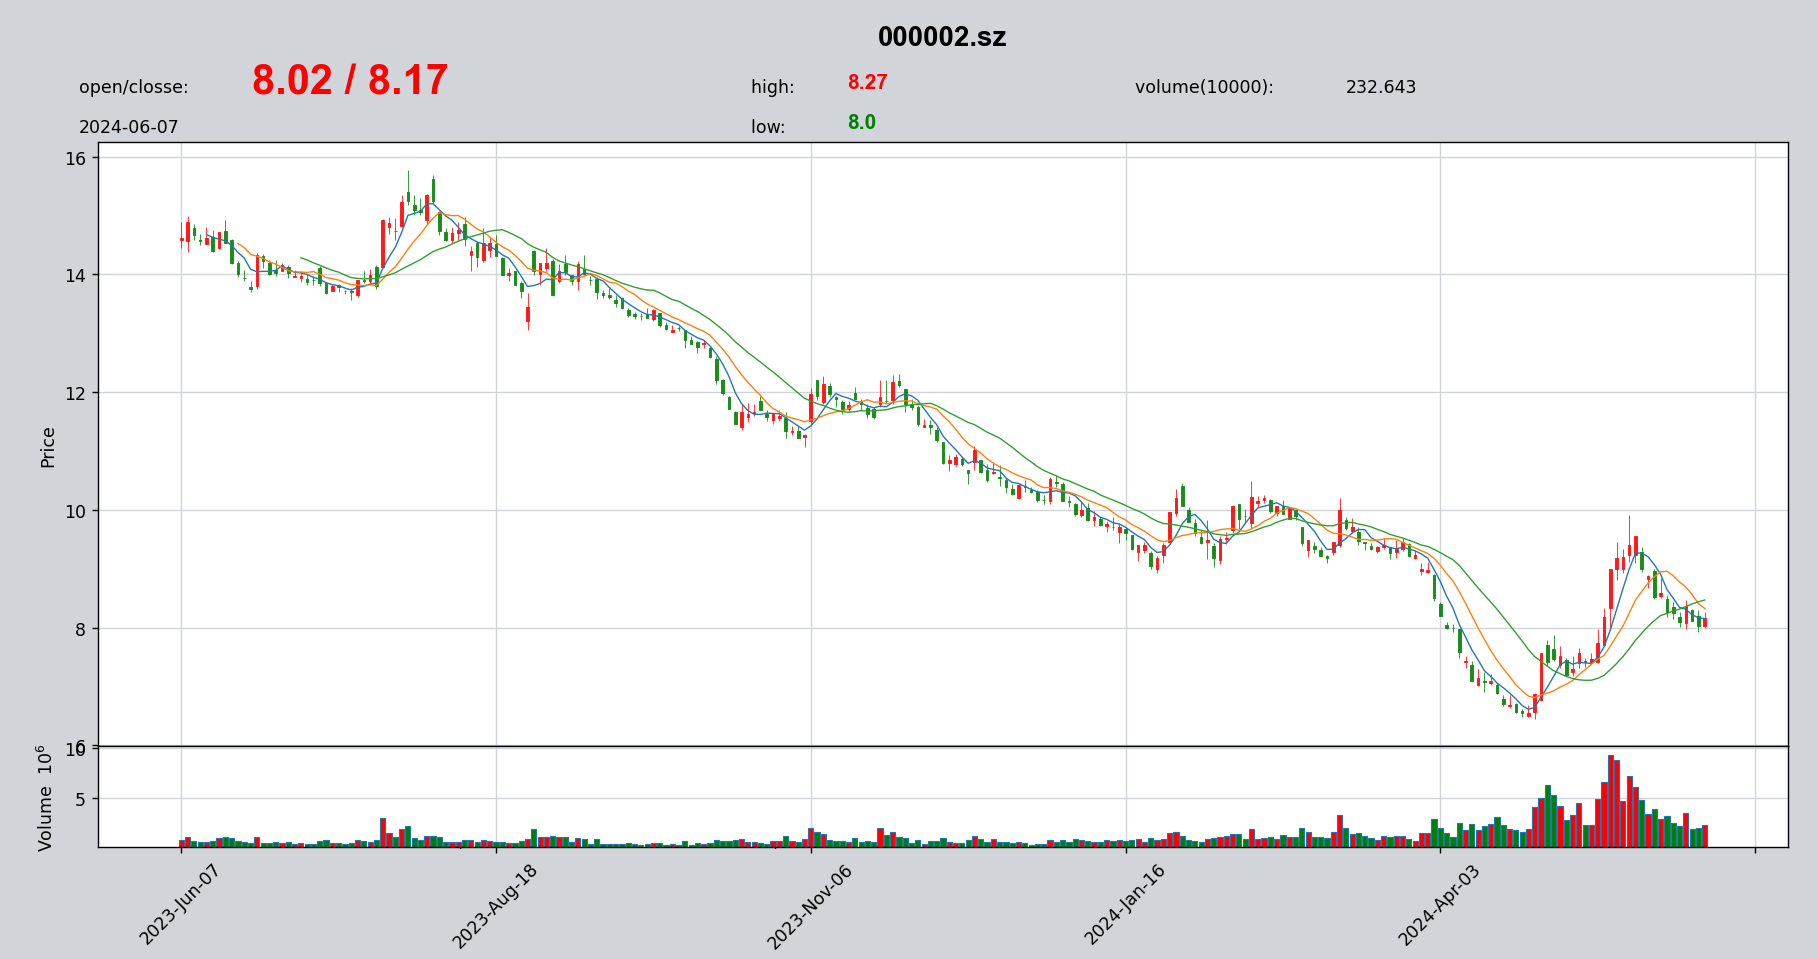 000002.sz
open/closse: 8.02 / 8.17 high: 8.27 volume(10000): 232.643
2024-06-07 low: 8.0
16
14
12
10
8
6
Price
10
5
Volume 10^6
2023-Jun-07 2023-Aug-18 2023-Nov-06 2024-Jan-16 2024-Apr-03